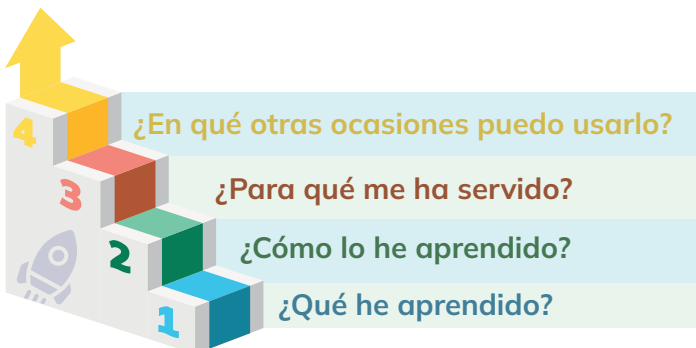 4 ¿En qué otras ocasiones puedo usarlo?
3 ¿Para qué me ha servido?
2 ¿Cómo lo he aprendido?
1 ¿Qué he aprendido?